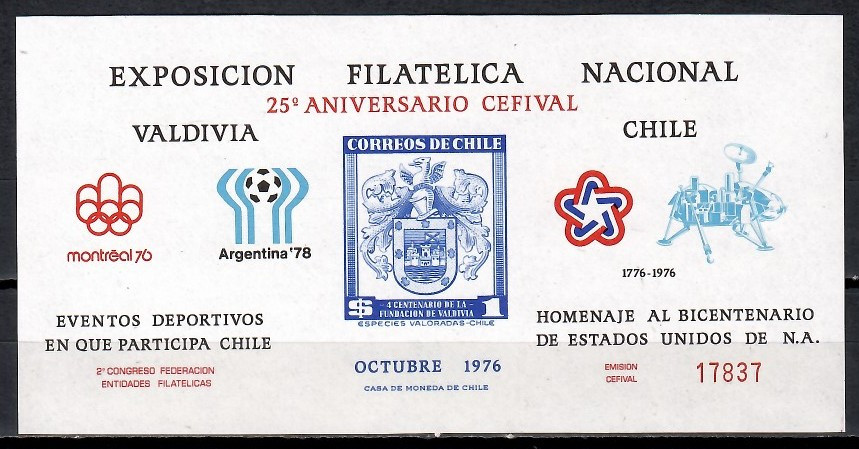 EXPOSICION FILATELICA NACIONAL
25º ANIVERSARIO CEFIVAL
VALDIVIA
CHILE
CORREOS DE CHILE
montréal 76
Argentina '78
1776-1976
$
- 4 CENTENARIO DE LA
FUNDACION DE VALDIVIA
1
ESPECIES VALORADAS-CHILE
EVENTOS DEPORTIVOS
EN QUE PARTICIPA CHILE
HOMENAJE AL BICENTENARIO
DE ESTADOS UNIDOS DE N.A.
2º CONGRESO FEDERACION
ENTIDADES FILATELICAS
OCTUBRE 1976
CASA DE MONEDA DE CHILE
EMISION
CEFIVAL
17837